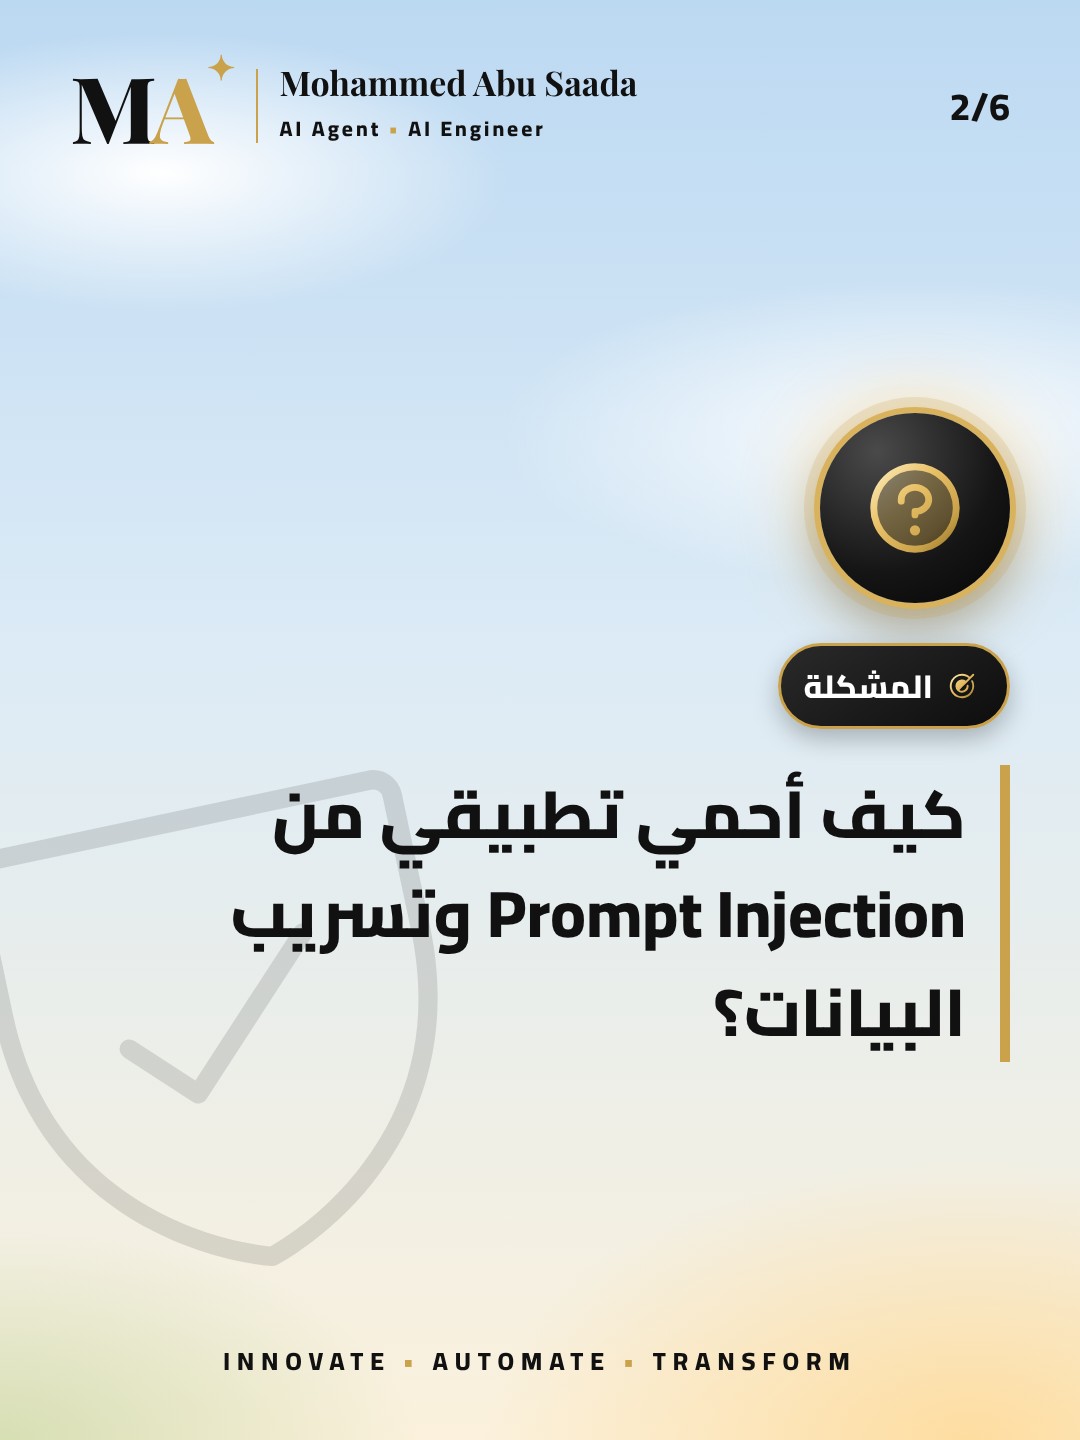 MA
Mohammed Abu Saada
AI Agent ▪ AI Engineer
2/6
المشكلة
كيف أحمي تطبيقي من
Prompt Injection وتسريب
البيانات؟
INNOVATE ▪ AUTOMATE ▪ TRANSFORM